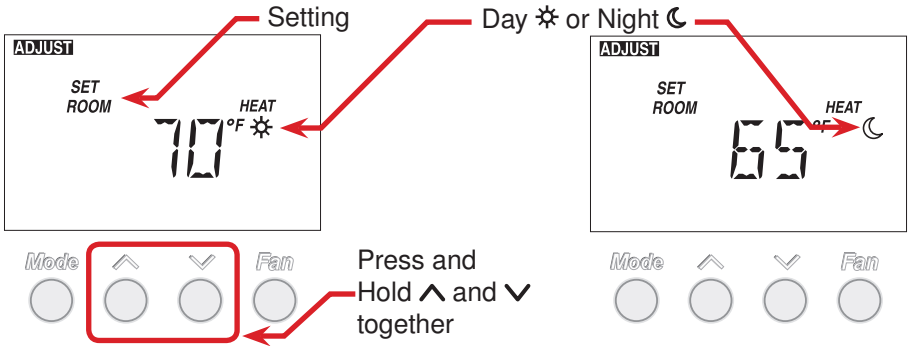 Setting
Day ☼ or Night ☾
ADJUST
SET
ROOM
HEAT
70°F
Mode
Fan
Press and
Hold ∧ and ∨
together
ADJUST
SET
ROOM
HEAT
65°F
Mode
Fan